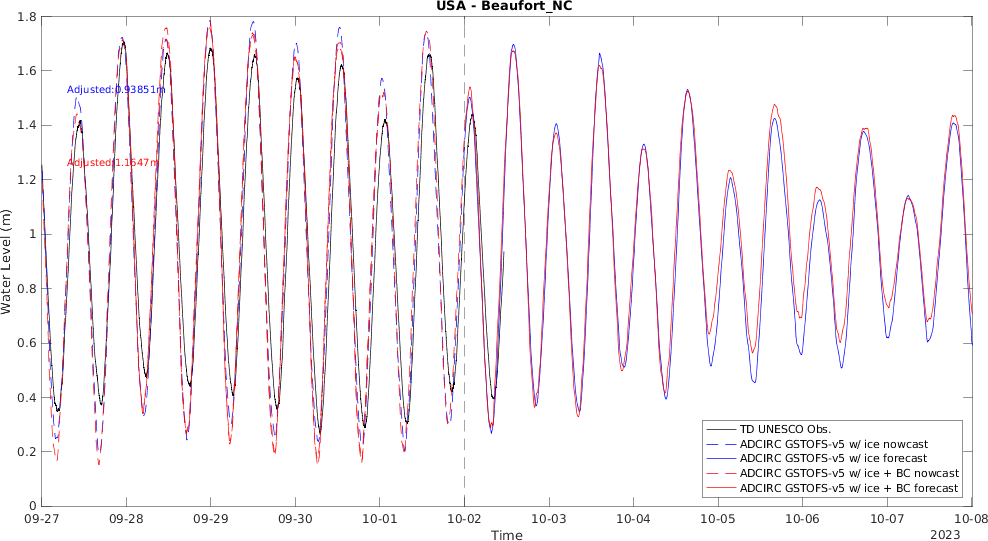 USA - Beaufort_NC
1.8
1.6
1.4
1.2
1
0.8
0.6
0.4
0.2
0
Water Level (m)
Adjusted:0.93851m
Adjusted:1.1647m
TD UNESCO Obs.
ADCIRC GSTOFS-v5 w/ ice nowcast
ADCIRC GSTOFS-v5 w/ ice forecast
ADCIRC GSTOFS-v5 w/ ice + BC nowcast
ADCIRC GSTOFS-v5 w/ ice + BC forecast
09-27 09-28 09-29 09-30 10-01 10-02 10-03 10-04 10-05 10-06 10-07 10-08
Time
2023